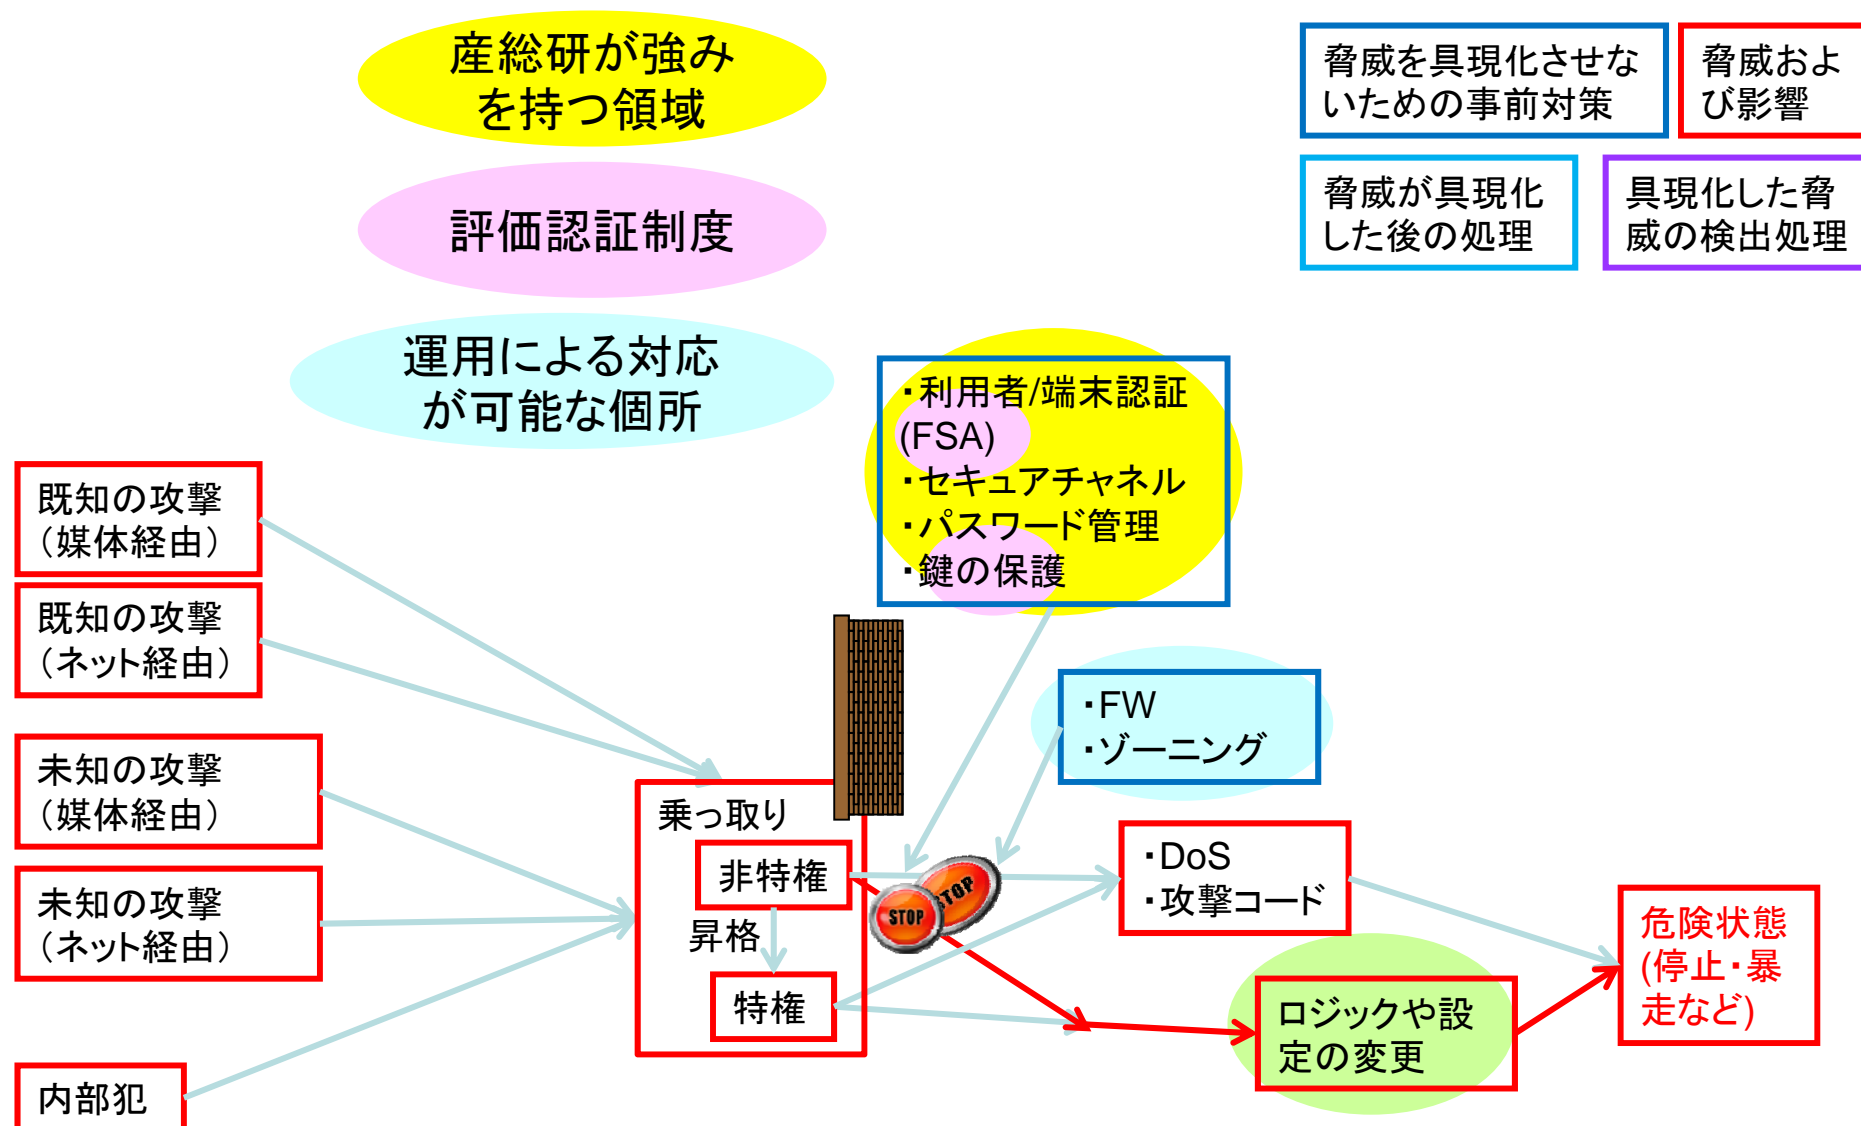 産総研が強み
を持つ領域
評価認証制度
運用による対応
が可能な個所
脅威を具現化させな
いための事前対策
脅威およ
び影響
脅威が具現化
した後の処理
具現化した脅
威の検出処理
・利用者/端末認証
(FSA)
・セキュアチャネル
・パスワード管理
・鍵の保護
既知の攻撃
（媒体経由）
既知の攻撃
（ネット経由）
未知の攻撃
（媒体経由）
未知の攻撃
（ネット経由）
内部犯
乗っ取り
非特権
昇格
特権
STOP
STOP
・FW
・ゾーニング
・DoS
・攻撃コード
ロジックや設
定の変更
危険状態
(停止・暴
走など)